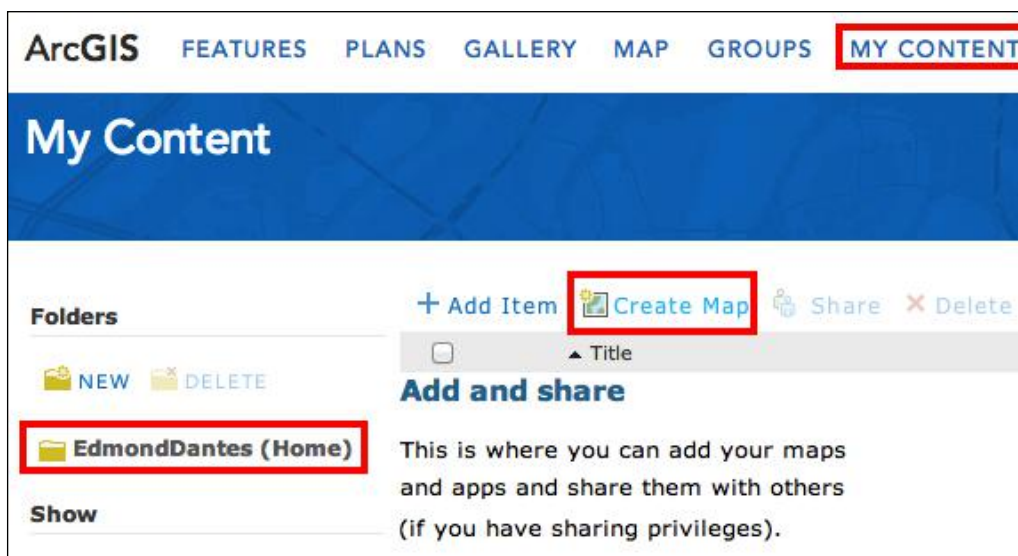 ArcGIS FEATURES PLANS GALLERY MAP GROUPS MY CONTENT
My Content
Folders
NEW DELETE
EdmondDantes (Home)
Show
+ Add Item Create Map Share × Delete
▲ Title
Add and share
This is where you can add your maps
and apps and share them with others
(if you have sharing privileges).